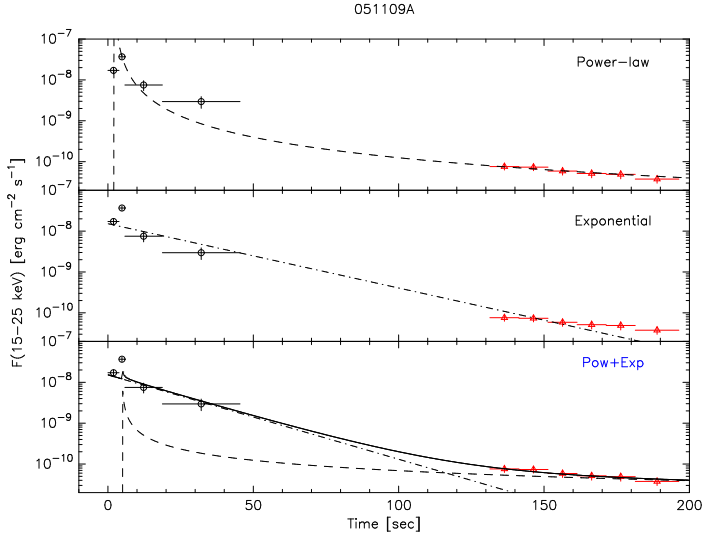 051109A
Power-law
10⁻⁷
10⁻⁸
10⁻⁹
10⁻¹⁰
F(15-25 keV) [erg cm⁻² s⁻¹]
Exponential
10⁻⁷
10⁻⁸
10⁻⁹
10⁻¹⁰
Pow+Exp
10⁻⁷
10⁻⁸
10⁻⁹
10⁻¹⁰
0 50 100 150 200
Time [sec]